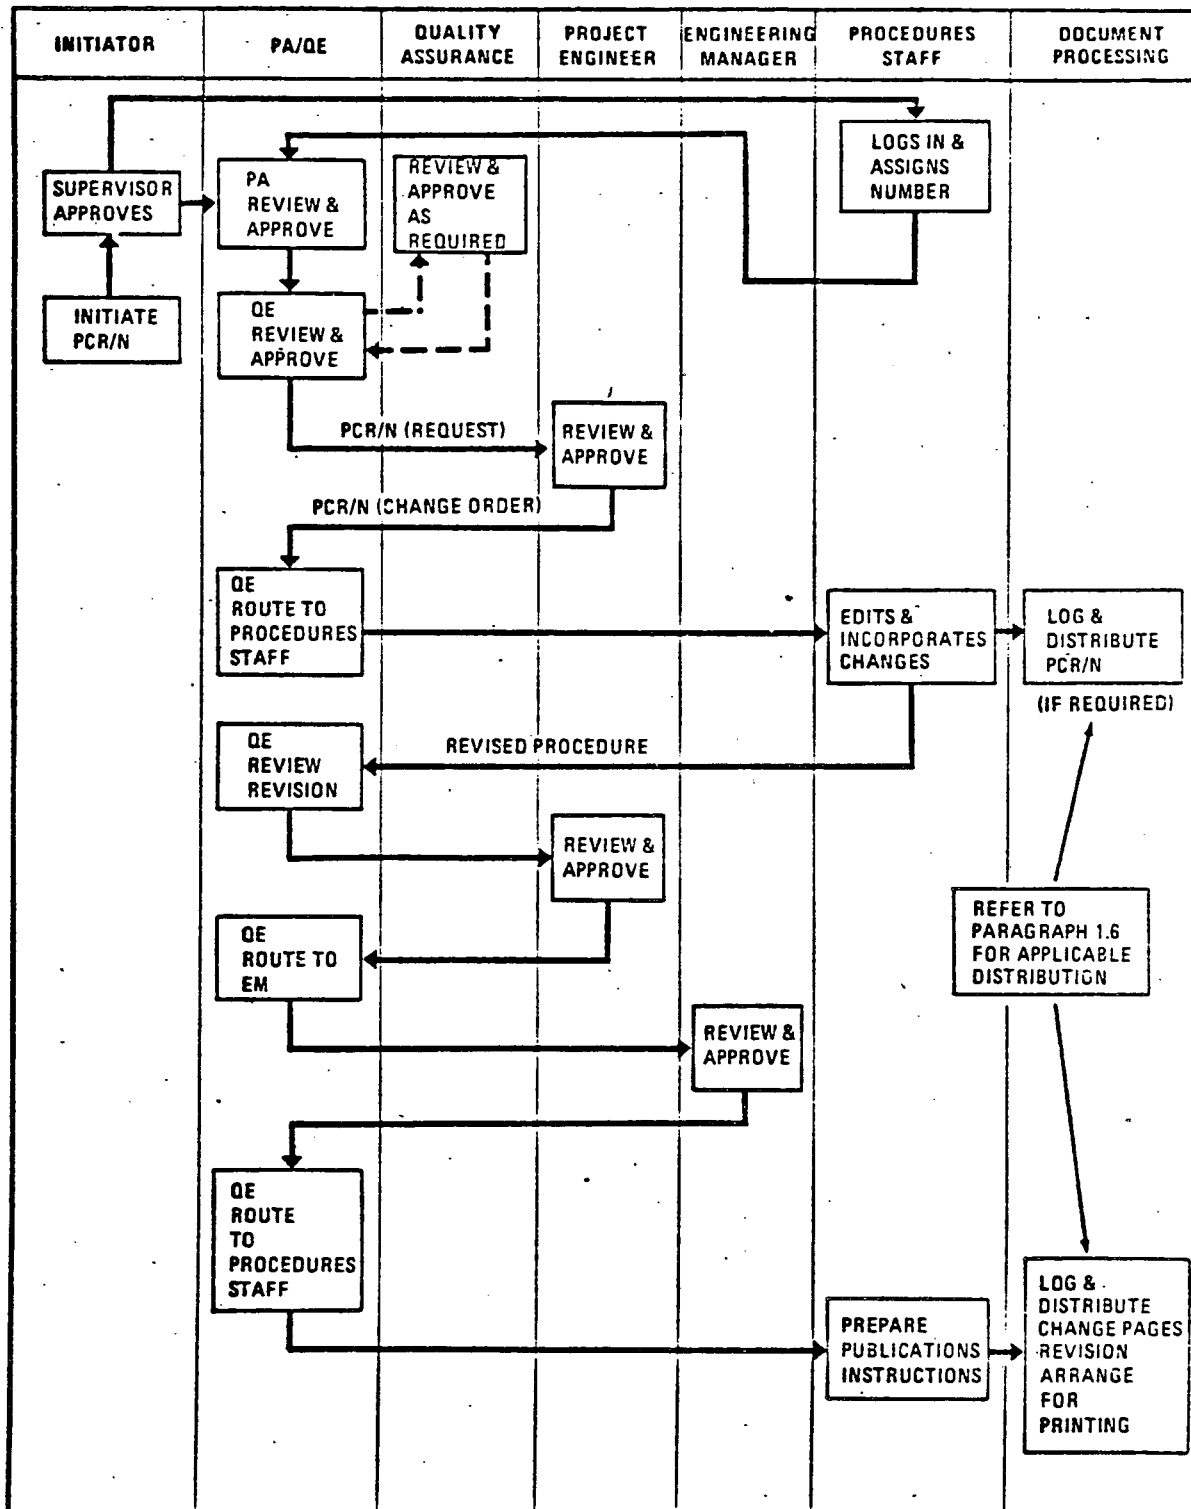 INITIATOR
PA/QE
QUALITY
ASSURANCE
PROJECT
ENGINEER
ENGINEERING
MANAGER
PROCEDURES
STAFF
DOCUMENT
PROCESSING
LOGS IN &
ASSIGNS
NUMBER
SUPERVISOR
APPROVES
PA
REVIEW &
APPROVE
REVIEW &
APPROVE
AS
REQUIRED
INITIATE
PCR/N
QE
REVIEW &
APPROVE
PCR/N (REQUEST)
REVIEW &
APPROVE
PCR/N (CHANGE ORDER)
QE
ROUTE TO
PROCEDURES
STAFF
EDITS &
INCORPORATES
CHANGES
LOG &
DISTRIBUTE
PCR/N
(IF REQUIRED)
QE
REVIEW
REVISION
REVISED PROCEDURE
REVIEW &
APPROVE
REFER TO
PARAGRAPH 1.6
FOR APPLICABLE
DISTRIBUTION
QE
ROUTE TO
EM
REVIEW &
APPROVE
QE
ROUTE
TO
PROCEDURES
STAFF
PREPARE
PUBLICATIONS
INSTRUCTIONS
LOG &
DISTRIBUTE
CHANGE PAGES
REVISION
ARRANGE
FOR
PRINTING